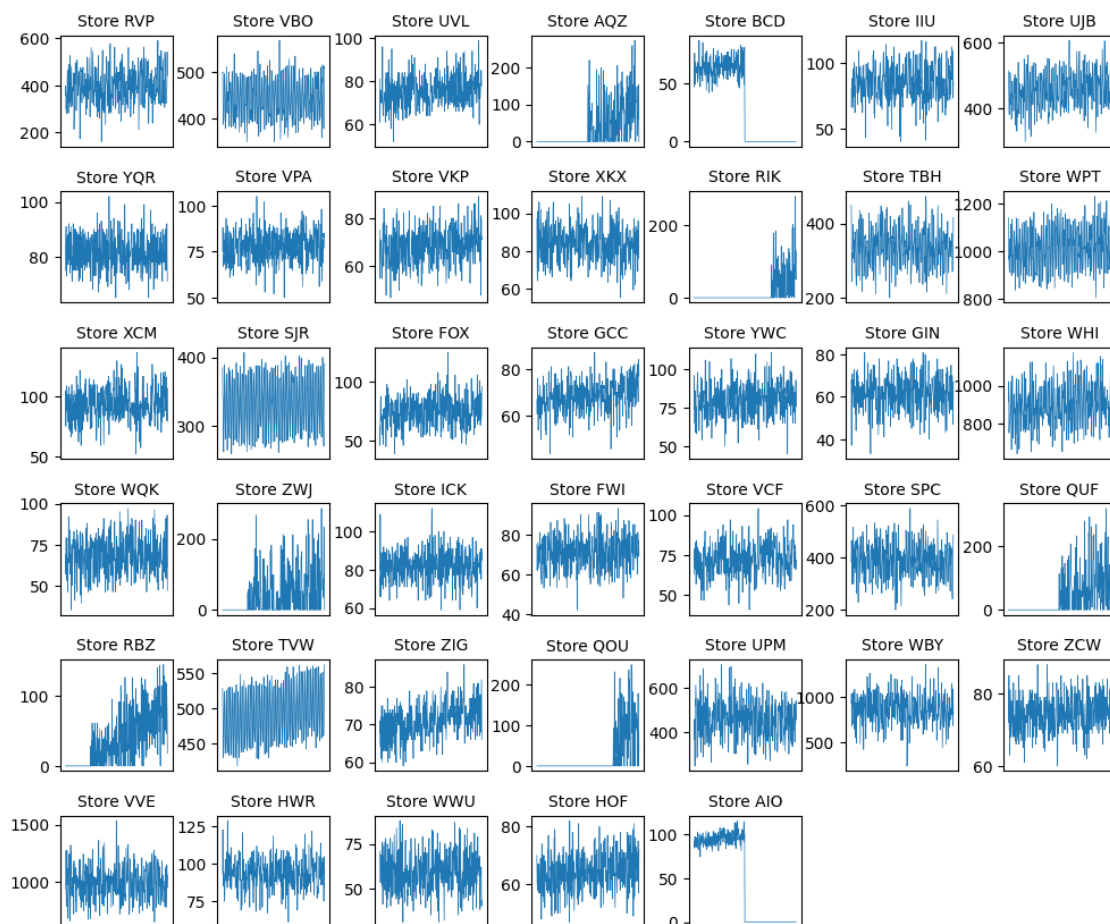 Store RVP
Store VBO
Store UVL
Store AQZ
Store BCD
Store IIU
Store UJB
600
400
200
500
400
100
80
60
200
100
0
50
0
100
50
600
400
Store YQR
Store VPA
Store VKP
Store XKX
Store RIK
Store TBH
Store WPT
100
80
100
75
50
80
60
100
80
60
200
0
400
200
1200
1000
800
Store XCM
Store SJR
Store FOX
Store GCC
Store YWC
Store GIN
Store WHI
100
50
400
300
100
50
80
60
100
75
50
80
60
40
1000
800
Store WQK
Store ZWJ
Store ICK
Store FWI
Store VCF
Store SPC
Store QUF
100
75
50
200
0
100
80
60
80
60
40
100
75
50
600
400
200
200
0
Store RBZ
Store TVW
Store ZIG
Store QOU
Store UPM
Store WBY
Store ZCW
100
0
550
500
450
80
70
60
200
100
0
600
400
1000
500
80
60
Store VVE
Store HWR
Store WWU
Store HOF
Store AIO
1500
1000
125
100
75
75
50
80
60
100
50
0